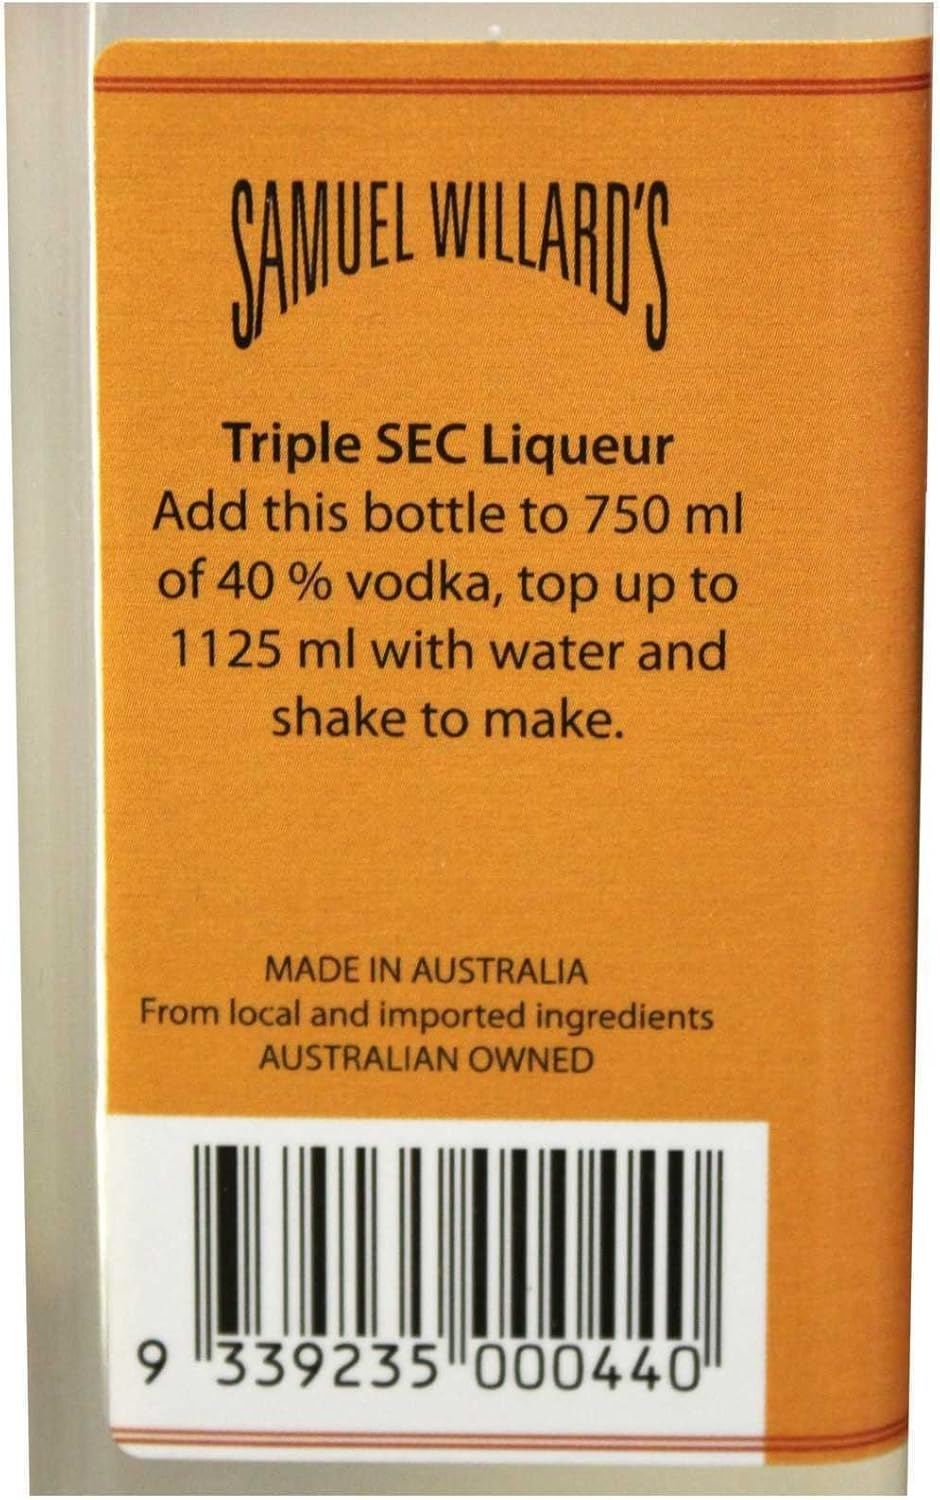 SAMUEL WILLARD'S
Triple SEC Liqueur
Add this bottle to 750 ml
of 40 % vodka, top up to
1125 ml with water and
shake to make.
MADE IN AUSTRALIA
From local and imported ingredients
AUSTRALIAN OWNED
9 339235 000440